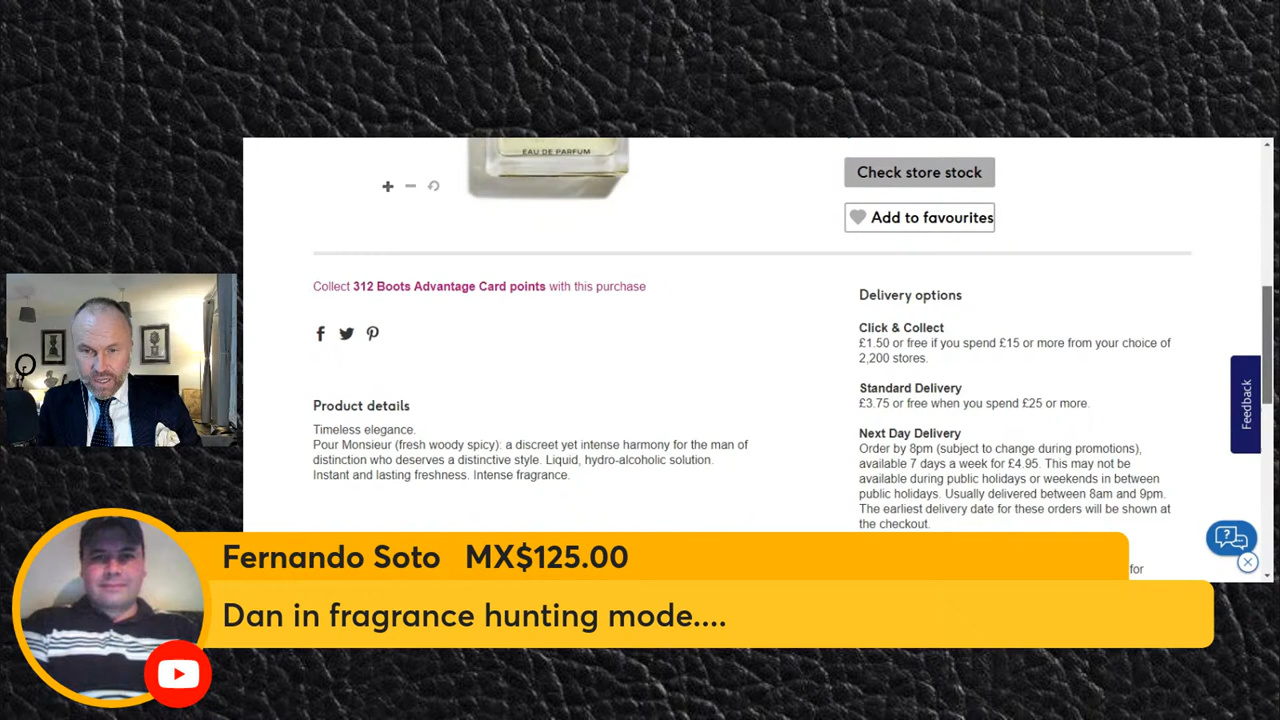 EAU DE PARFUM
Check store stock
Add to favourites
Collect 312 Boots Advantage Card points with this purchase
Product details
Timeless elegance.
Pour Monsieur (fresh woody spicy): a discreet yet intense harmony for the man of
distinction who deserves a distinctive style. Liquid, hydro-alcoholic solution.
Instant and lasting freshness. Intense fragrance.
Delivery options
Click & Collect
£1.50 or free if you spend £15 or more from your choice of
2,200 stores.
Standard Delivery
£3.75 or free when you spend £25 or more.
Next Day Delivery
Order by 8pm (subject to change during promotions),
available 7 days a week for £4.95. This may not be
available during public holidays or weekends in between
public holidays. Usually delivered between 8am and 9pm.
The earliest delivery date for these orders will be shown at
the checkout.
for
Feedback
Fernando Soto MX$125.00
Dan in fragrance hunting mode....